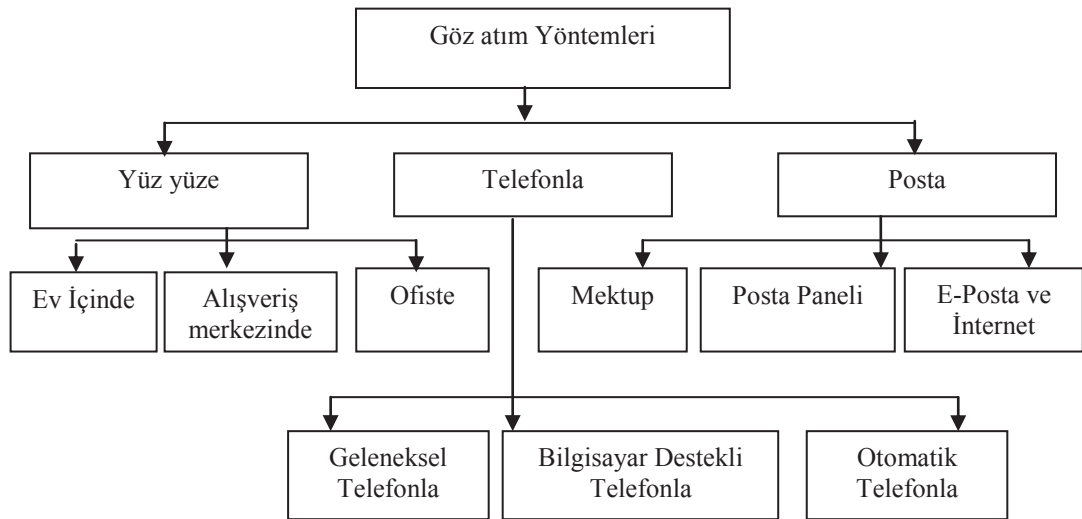 Göz atım Yöntemleri
Yüz yüze
Telefonla
Posta
Ev İçinde
Alışveriş
merkezinde
Ofiste
Mektup
Posta Paneli
E-Posta ve
İnternet
Geleneksel
Telefonla
Bilgisayar Destekli
Telefonla
Otomatik
Telefonla